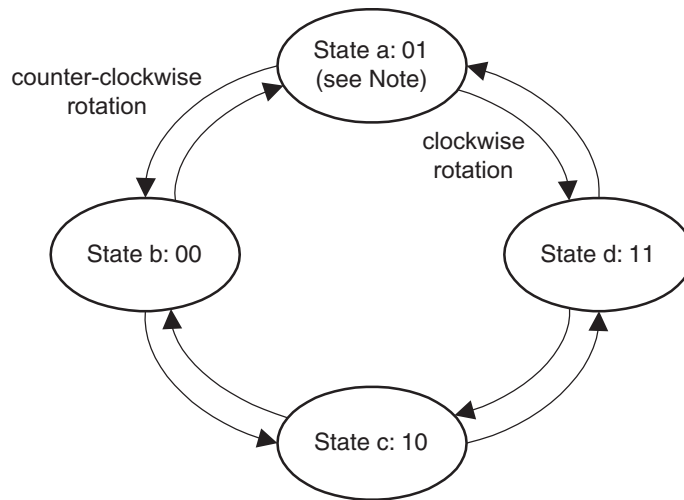 State a: 01
(see Note)
counter-clockwise
rotation
clockwise
rotation
State b: 00
State d: 11
State c: 10